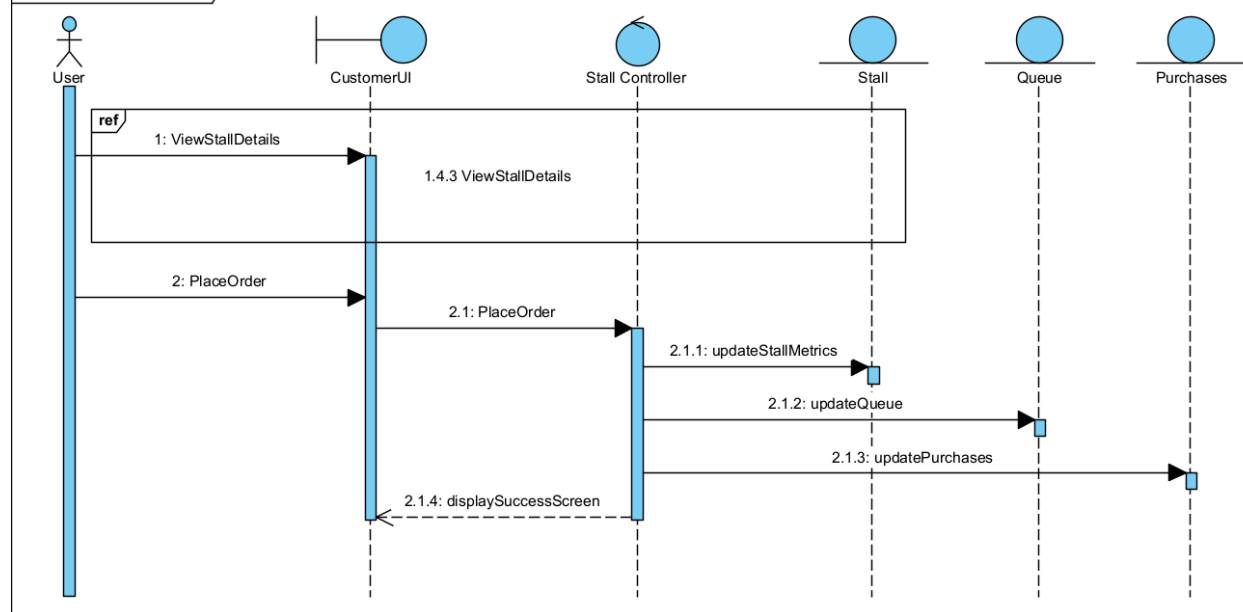 User
CustomerUI
Stall Controller
Stall
Queue
Purchases
ref
1: ViewStallDetails
1.4.3 ViewStallDetails
2: PlaceOrder
2.1: PlaceOrder
2.1.1: updateStallMetrics
2.1.2: updateQueue
2.1.3: updatePurchases
2.1.4: displaySuccessScreen